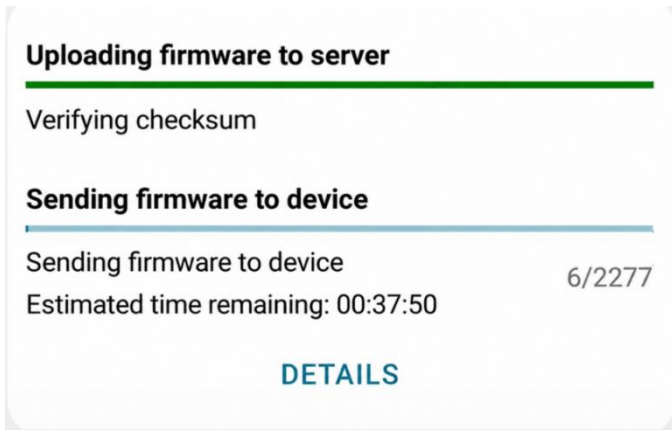 Uploading firmware to server
Verifying checksum
Sending firmware to device
Sending firmware to device
6/2277
Estimated time remaining: 00:37:50
DETAILS